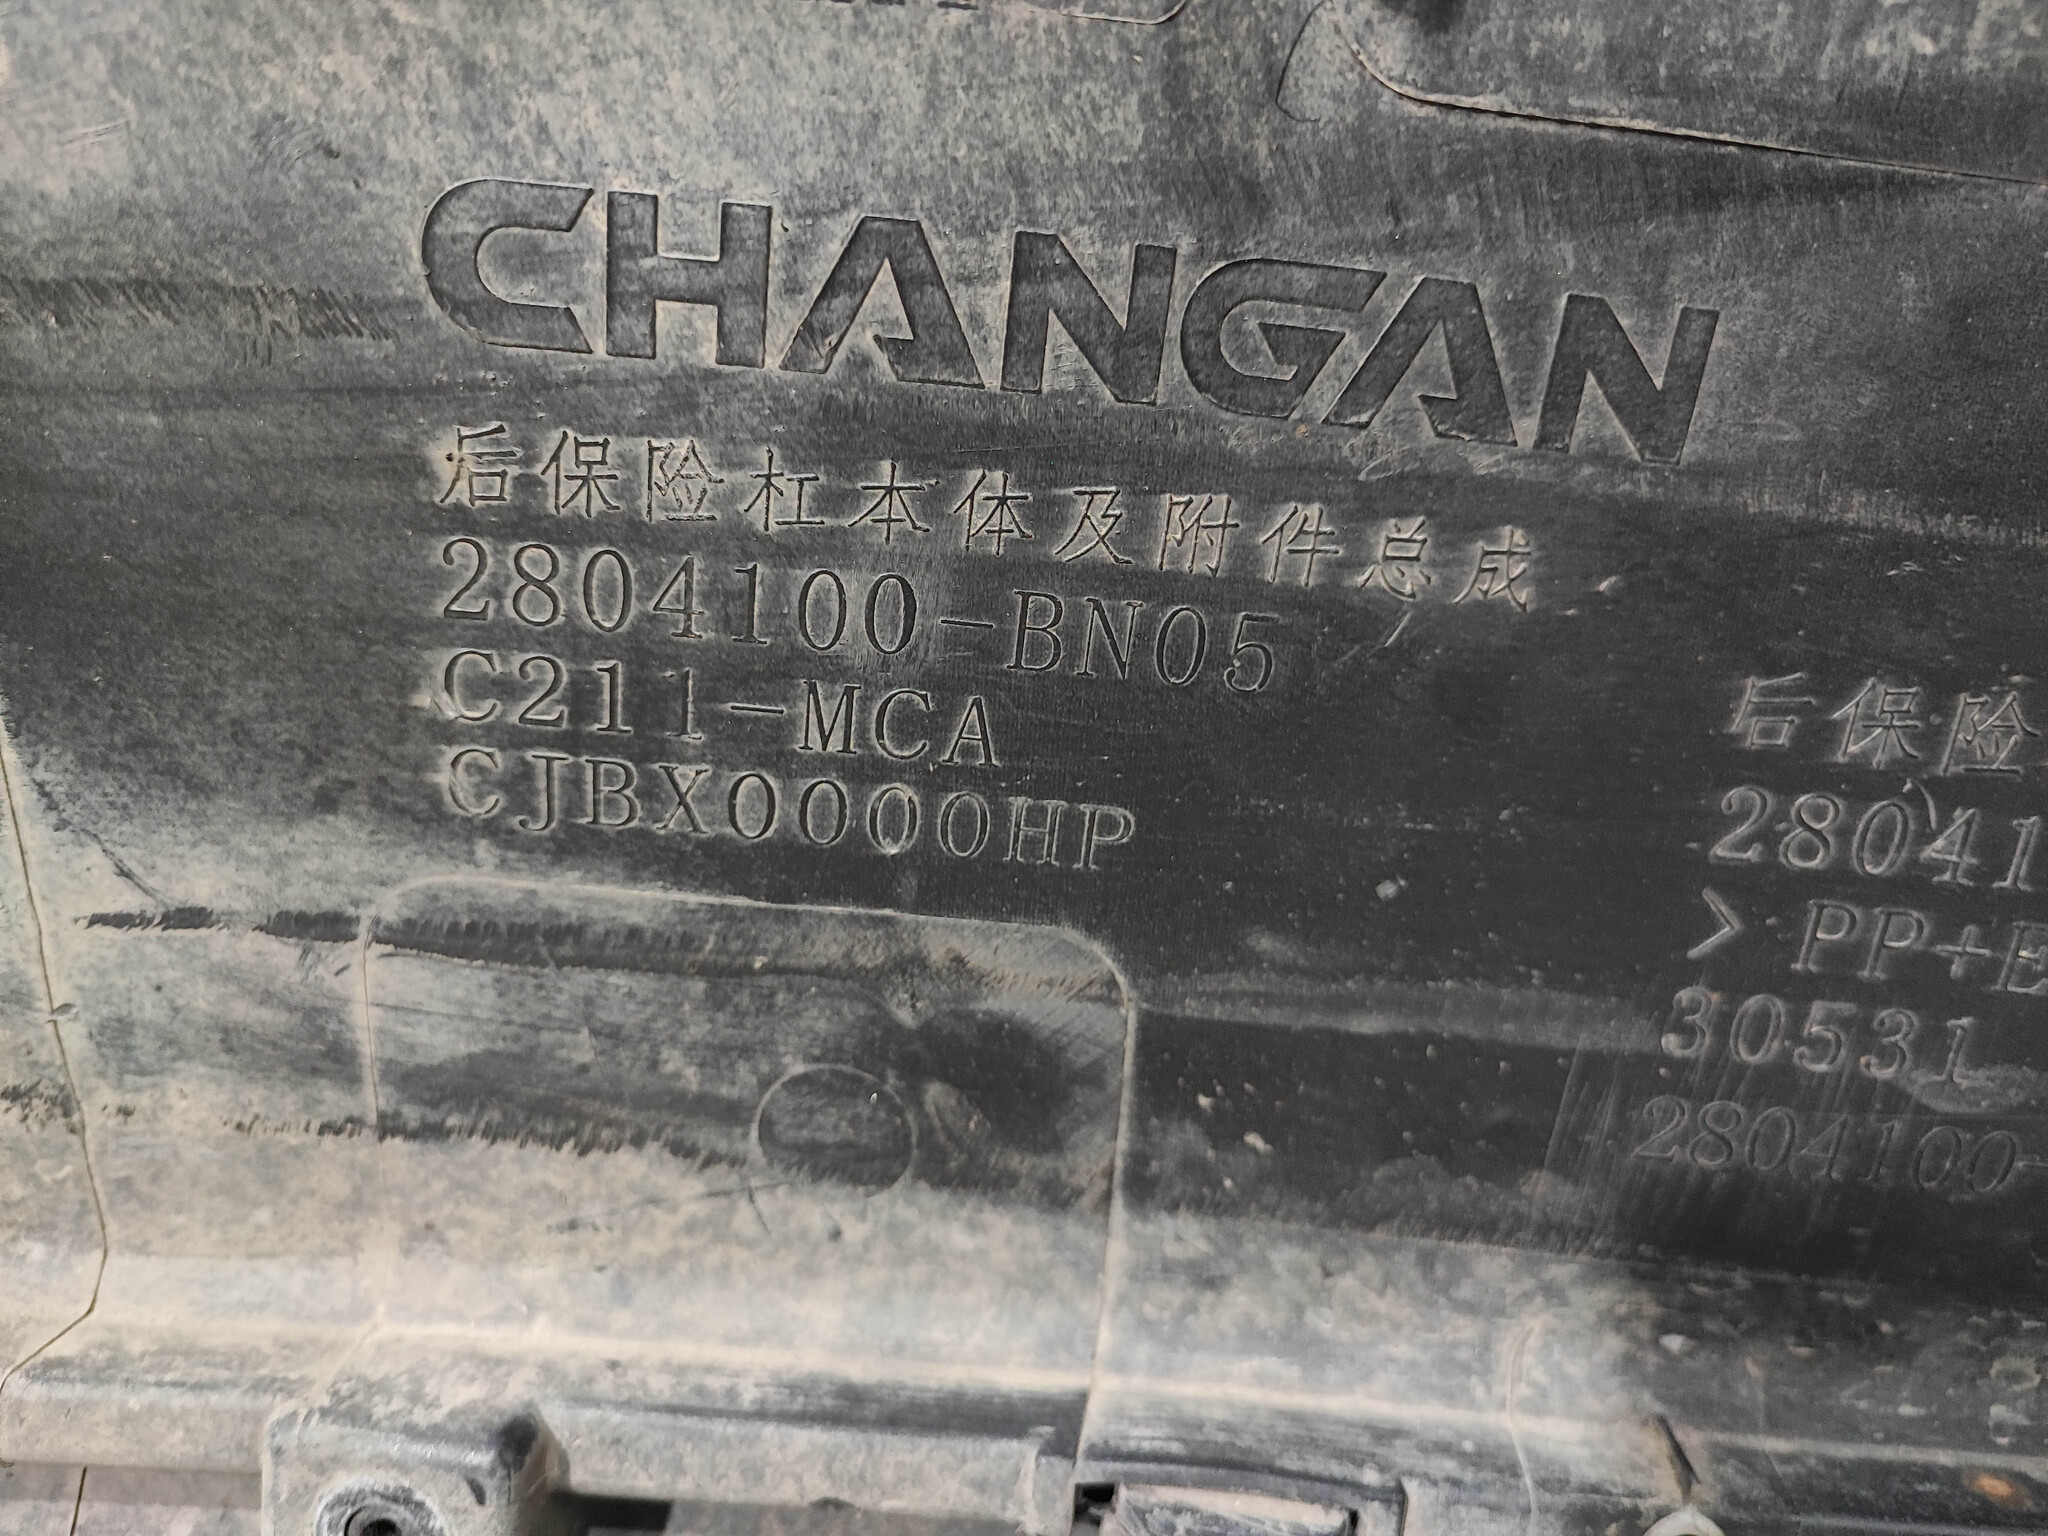 CHANGAN
后保险杠本体及附件总成
2804100-BN05
C211-MCA
CJBX0000HP
后保险
28041
> PP+E
30531
2804100-